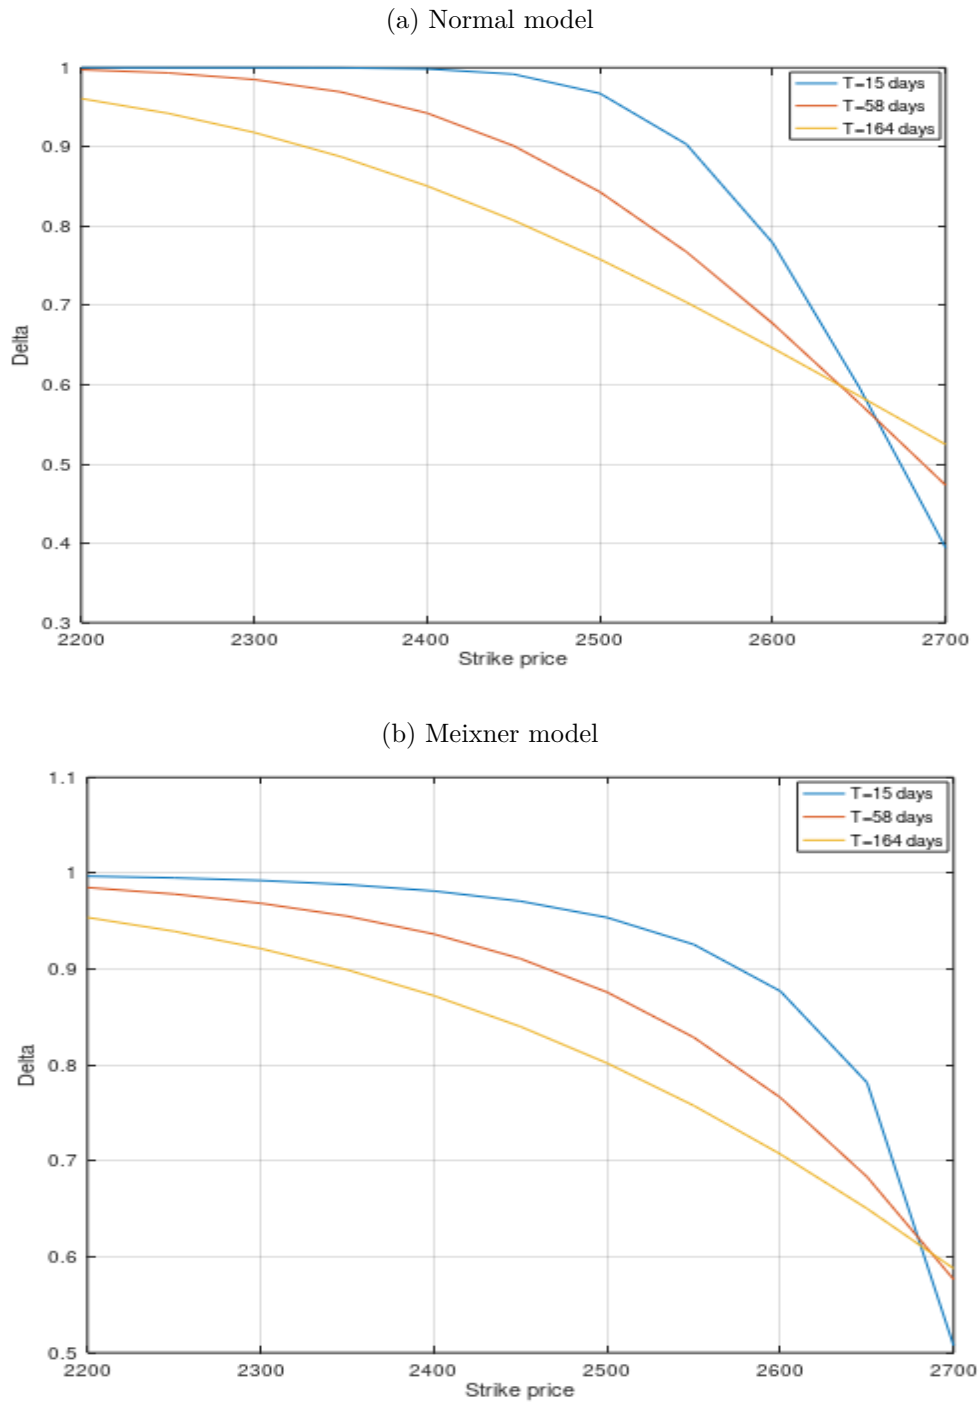 (a) Normal model
1
0.9
0.8
0.7
0.6
0.5
0.4
0.3
Delta
T=15 days
T=58 days
T=164 days
2200 2300 2400 2500 2600 2700
Strike price
(b) Meixner model
1.1
1
0.9
0.8
0.7
0.6
0.5
Delta
T=15 days
T=58 days
T=164 days
2200 2300 2400 2500 2600 2700
Strike price